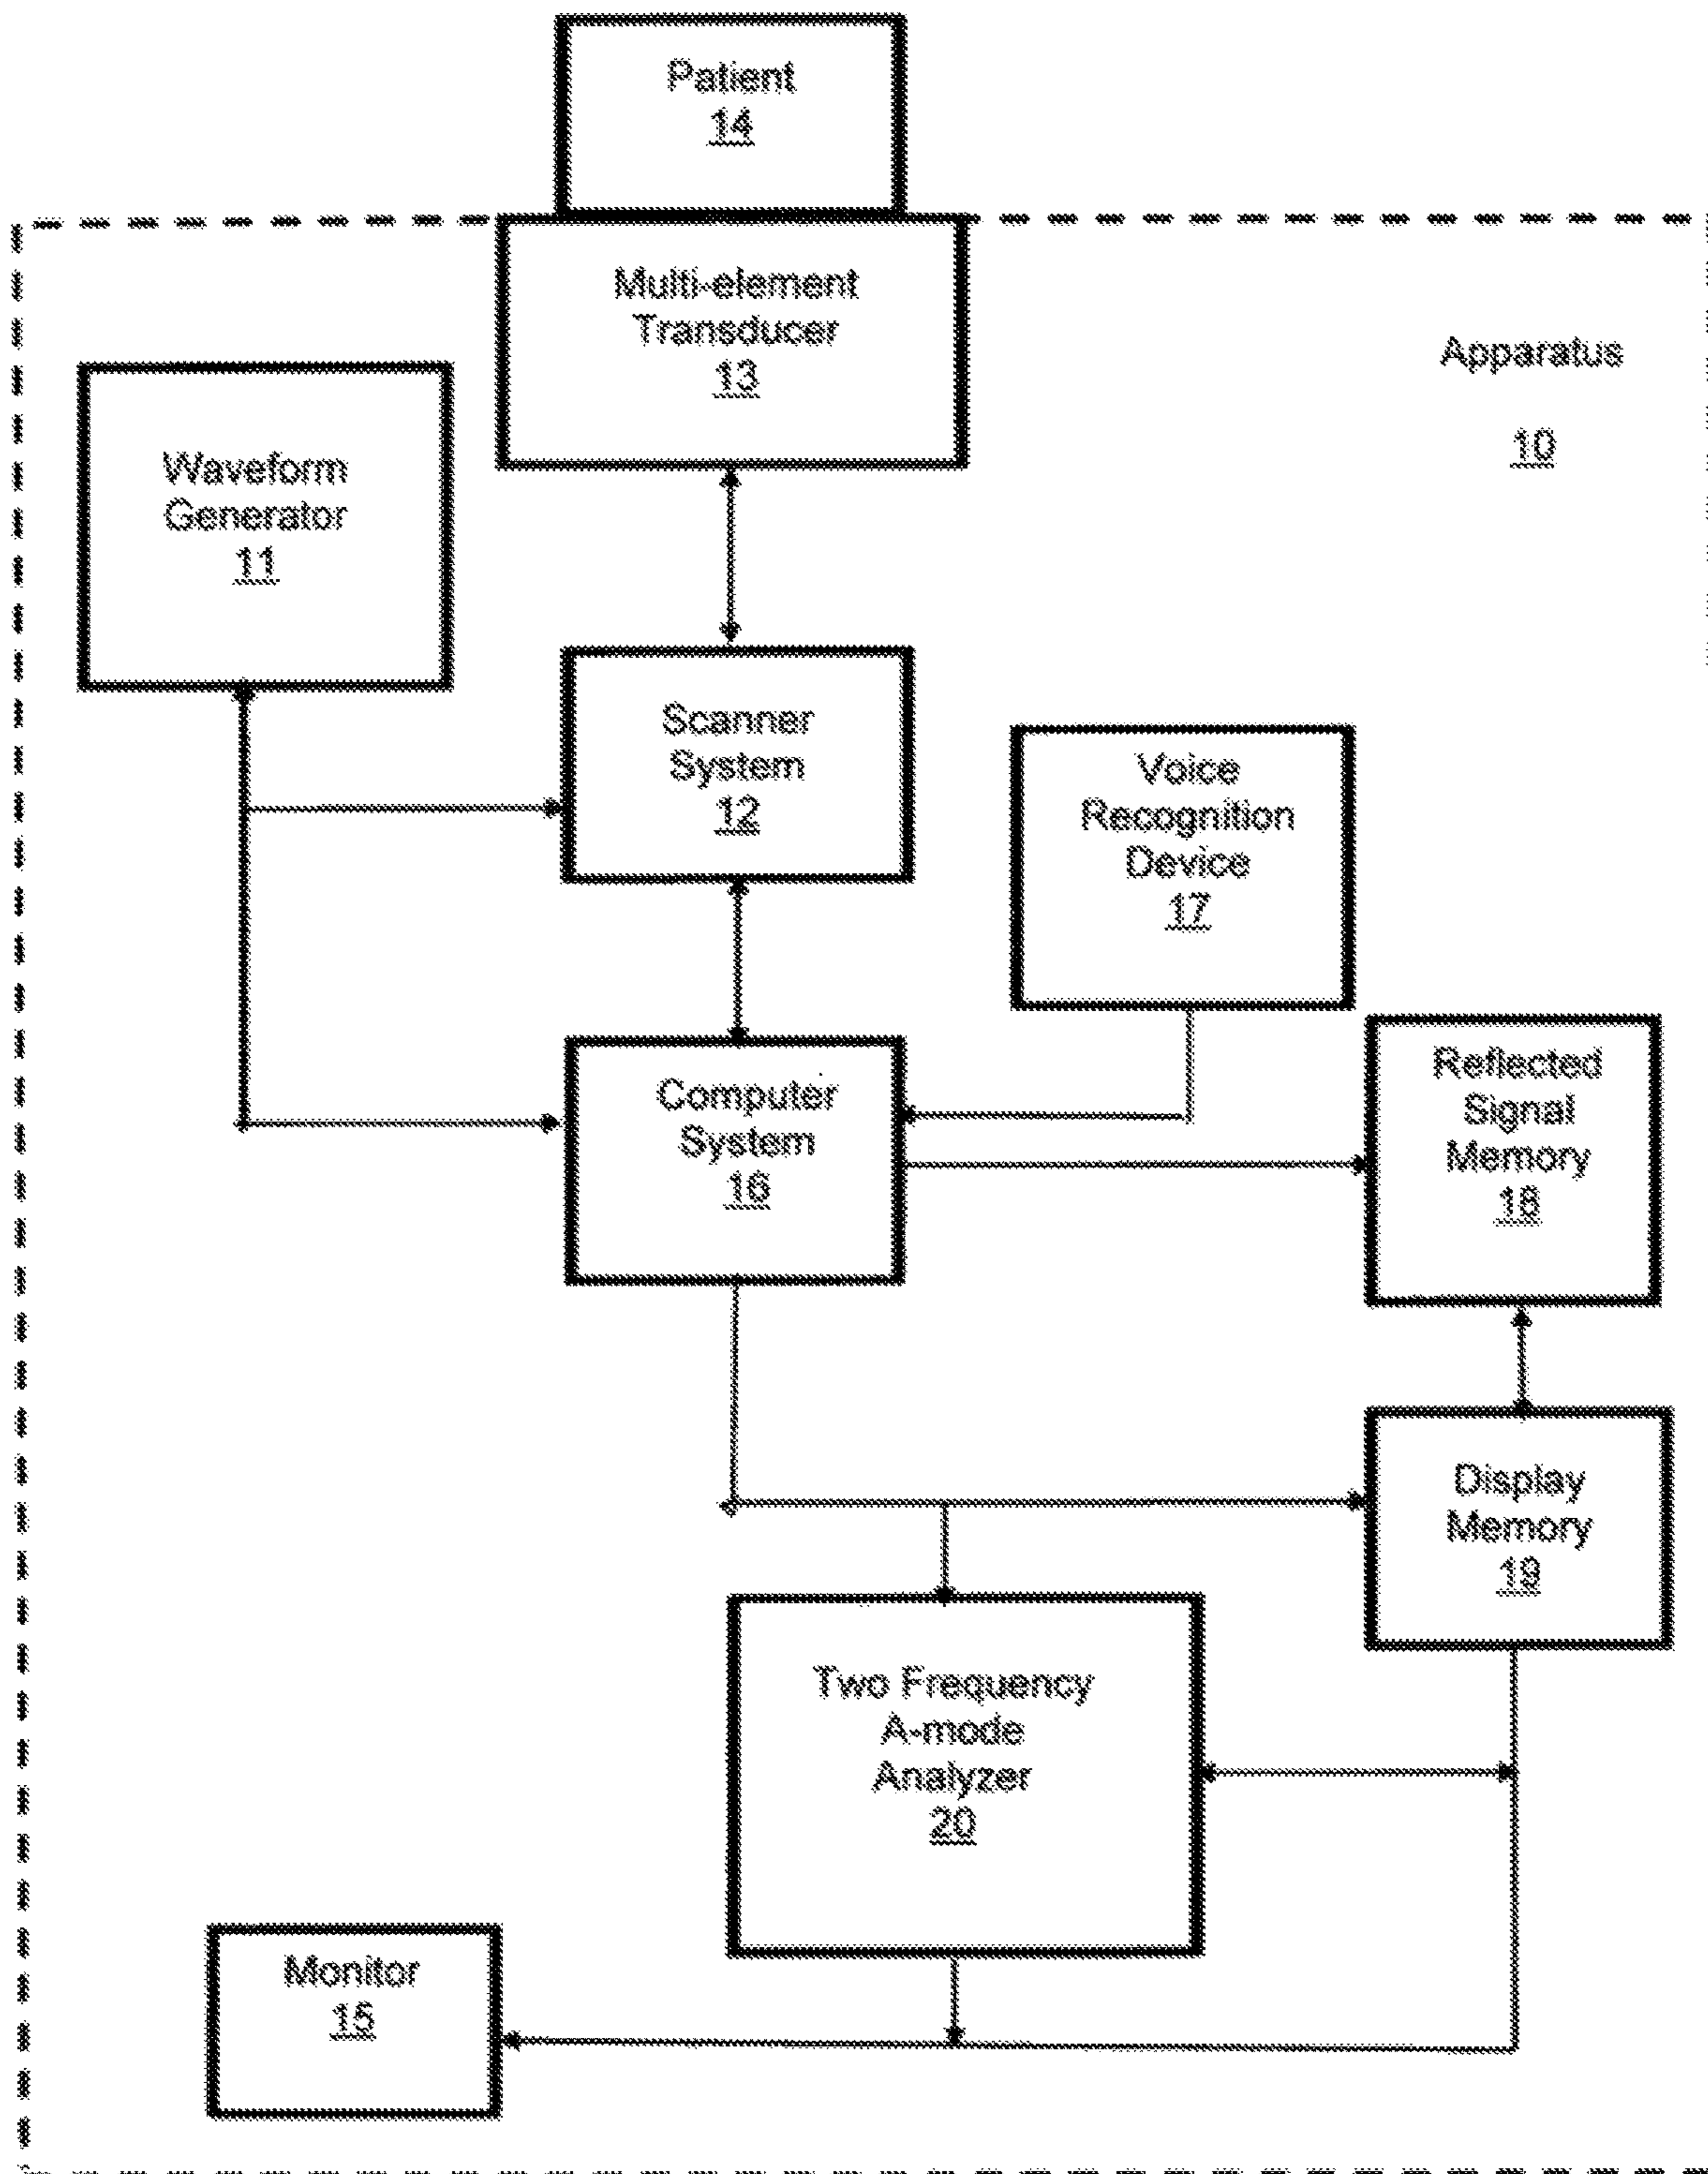 Patient
14
Multi-element
Transducer
13
Apparatus
10
Waveform
Generator
11
Scanner
System
12
Voice
Recognition
Device
17
Computer
System
16
Reflected
Signal
Memory
18
Display
Memory
19
Two Frequency
A-mode
Analyzer
20
Monitor
15